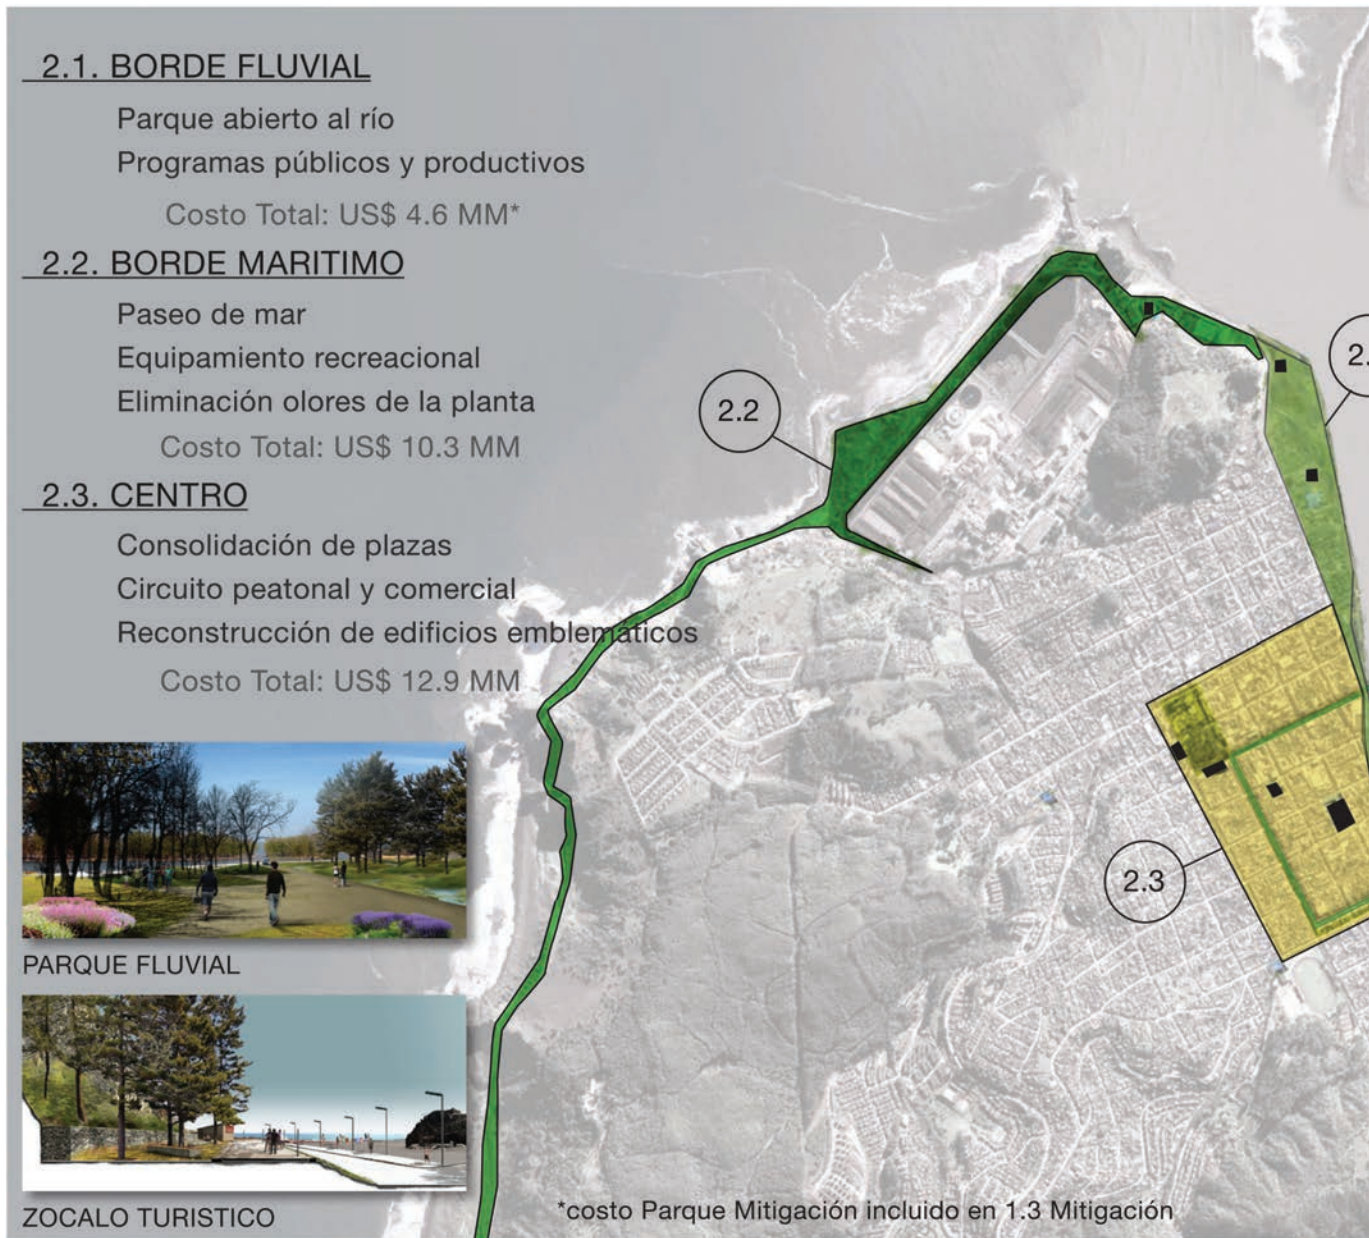 2.1. BORDE FLUVIAL
Parque abierto al río
Programas públicos y productivos
Costo Total: US$ 4.6 MM*
2.2. BORDE MARITIMO
Paseo de mar
Equipamiento recreacional
Eliminación olores de la planta
Costo Total: US$ 10.3 MM
2.3. CENTRO
Consolidación de plazas
Circuito peatonal y comercial
Reconstrucción de edificios emblemáticos
Costo Total: US$ 12.9 MM
PARQUE FLUVIAL
ZOCALO TURISTICO
2.2
2.
2.3
*costo Parque Mitigación incluido en 1.3 Mitigación